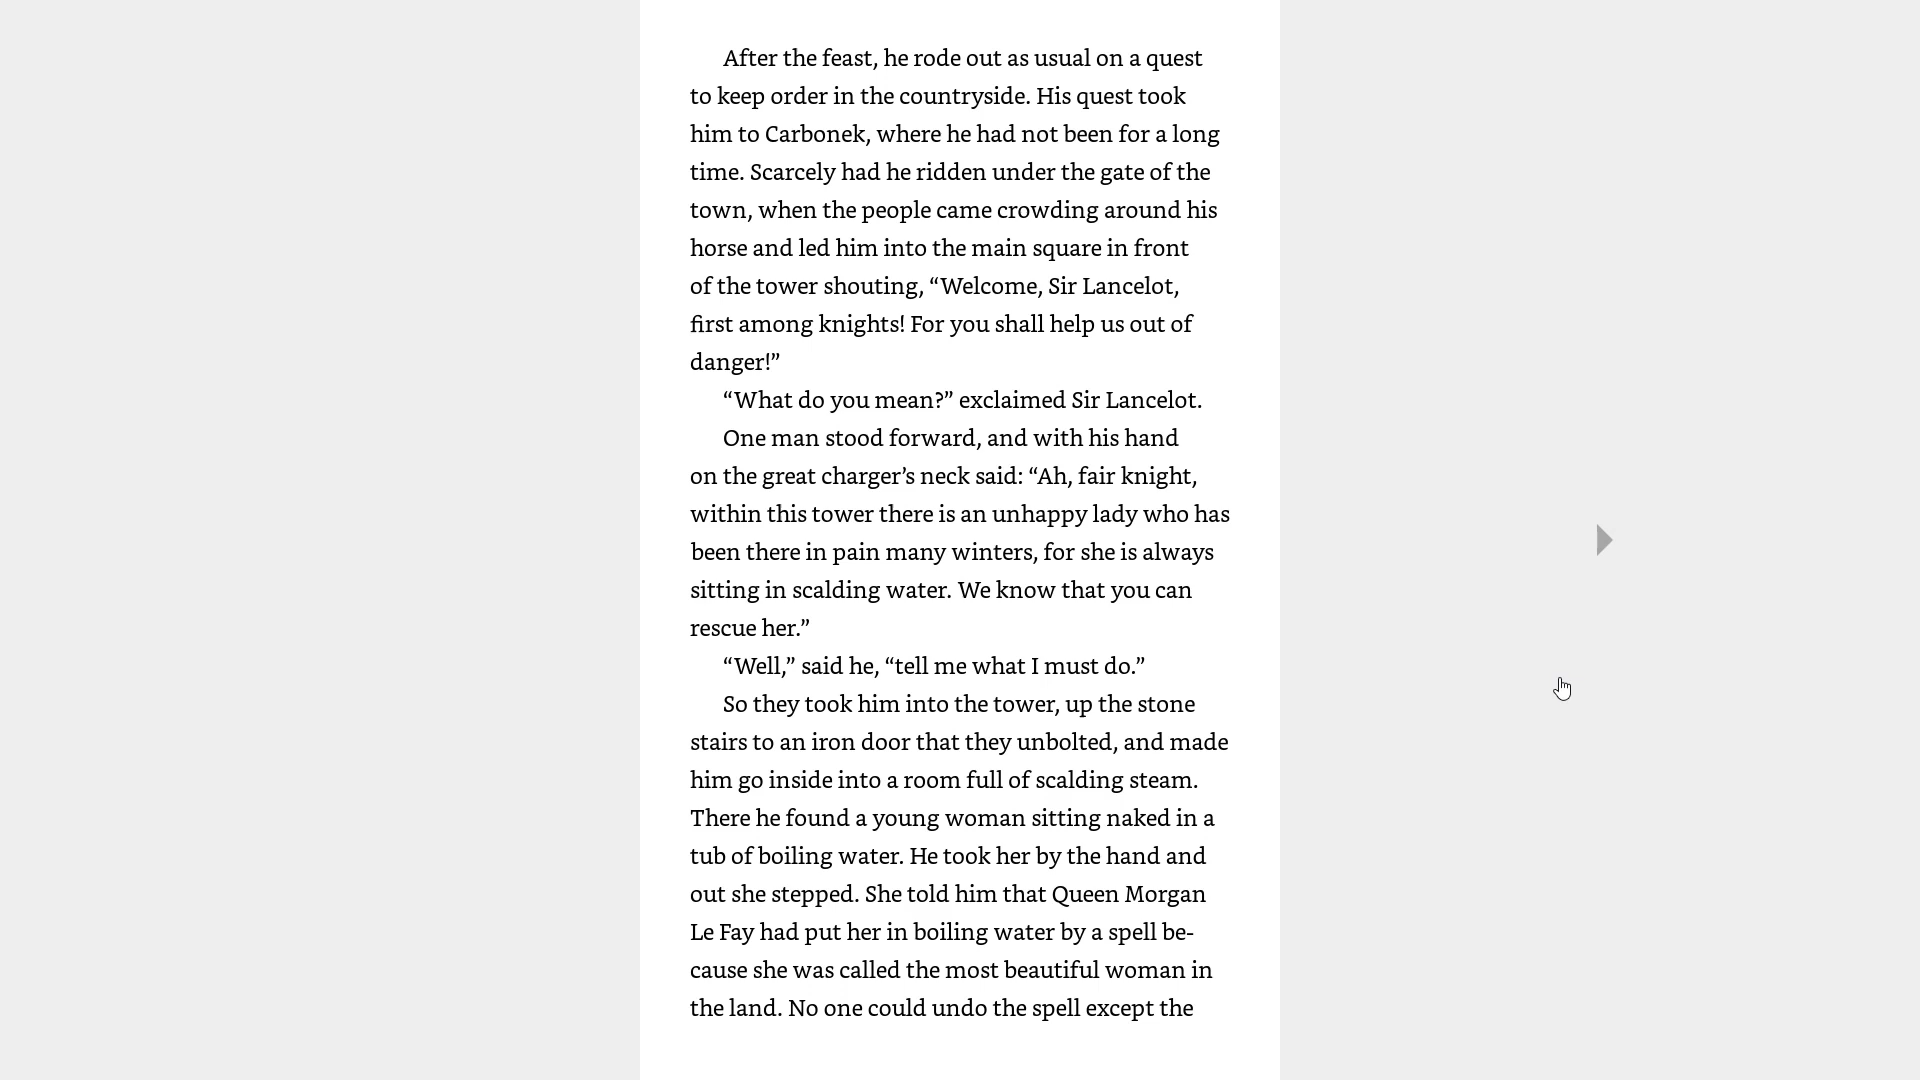 After the feast, he rode out as usual on a quest
to keep order in the countryside. His quest took
him to Carbonek, where he had not been for a long
time. Scarcely had he ridden under the gate of the
town, when the people came crowding around his
horse and led him into the main square in front
of the tower shouting, “Welcome, Sir Lancelot,
first among knights! For you shall help us out of
danger!”
“What do you mean?” exclaimed Sir Lancelot.
One man stood forward, and with his hand
on the great charger’s neck said: “Ah, fair knight,
within this tower there is an unhappy lady who has
been there in pain many winters, for she is always
sitting in scalding water. We know that you can
rescue her.”
“Well,” said he, “tell me what I must do.”
So they took him into the tower, up the stone
stairs to an iron door that they unbolted, and made
him go inside into a room full of scalding steam.
There he found a young woman sitting naked in a
tub of boiling water. He took her by the hand and
out she stepped. She told him that Queen Morgan
Le Fay had put her in boiling water by a spell be-
cause she was called the most beautiful woman in
the land. No one could undo the spell except the